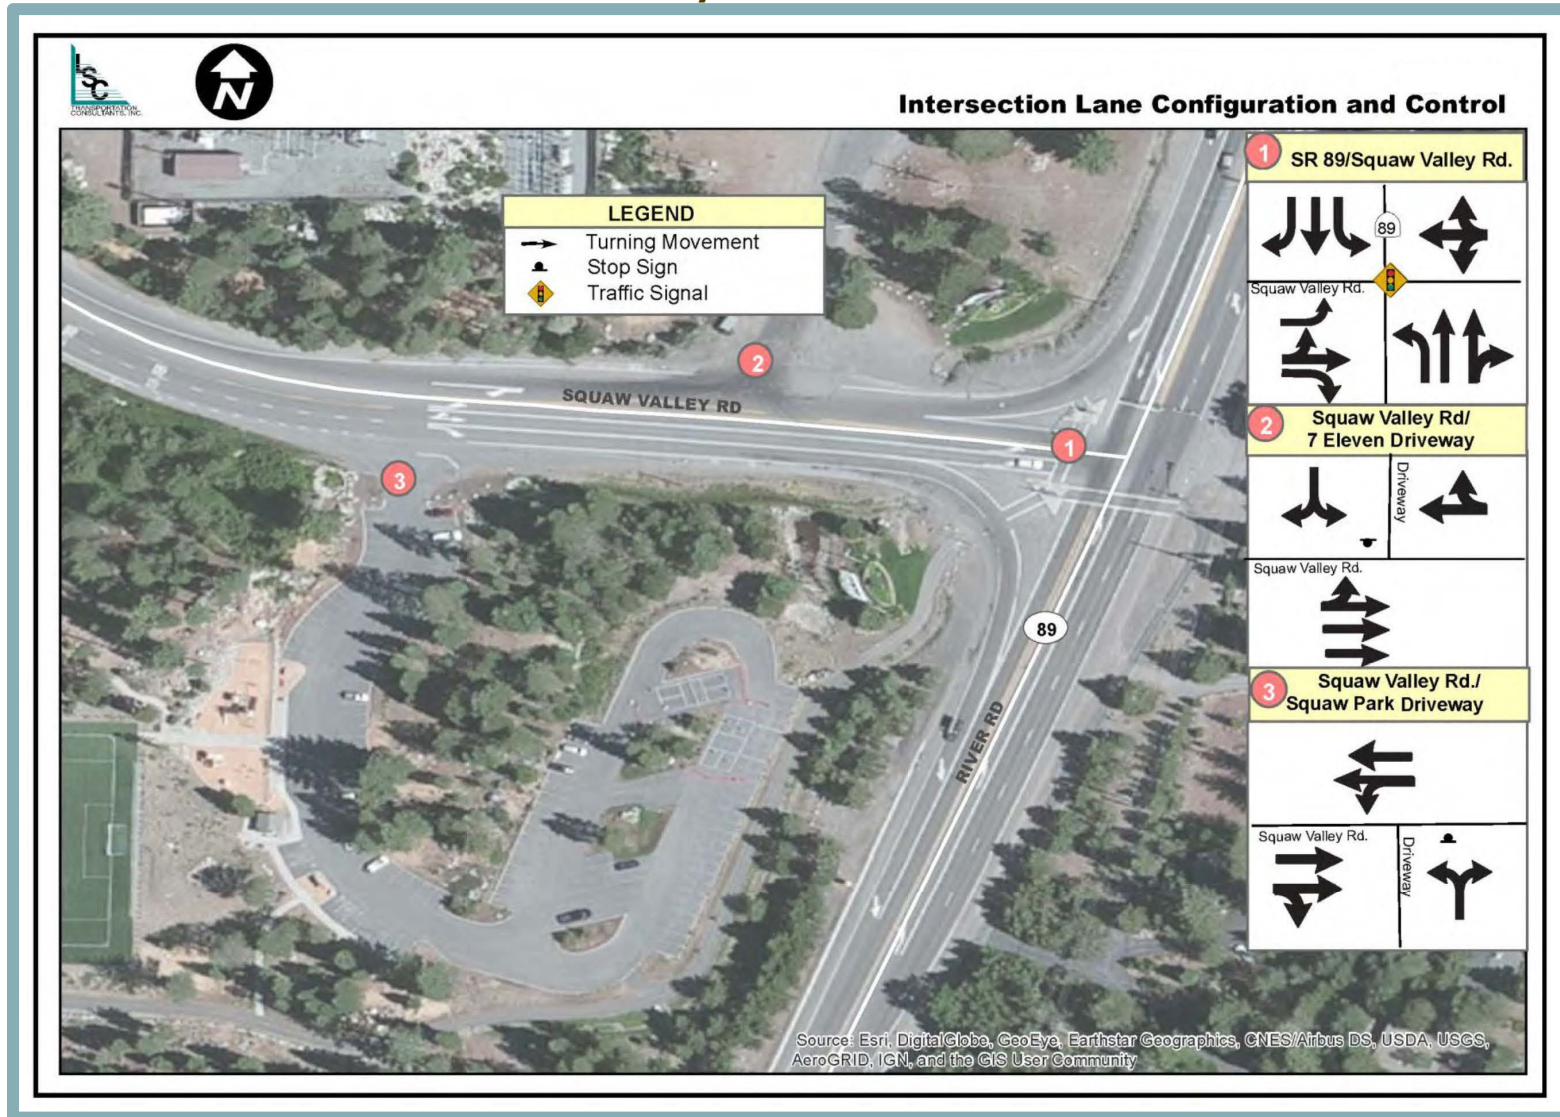 LSC
TRANSPORTATION
CONSULTANTS, INC.
N
Intersection Lane Configuration and Control
LEGEND
Turning Movement
Stop Sign
Traffic Signal
SQUAW VALLEY RD
RIVER RD
89
1
2
3
1 SR 89/Squaw Valley Rd.
89
Squaw Valley Rd.
2 Squaw Valley Rd/
7 Eleven Driveway
Driveway
Squaw Valley Rd.
3 Squaw Valley Rd./
Squaw Park Driveway
Squaw Valley Rd.
Driveway
Source: Esri, DigitalGlobe, GeoEye, Earthstar Geographics, CNES/Airbus DS, USDA, USGS,
AeroGRID, IGN, and the GIS User Community